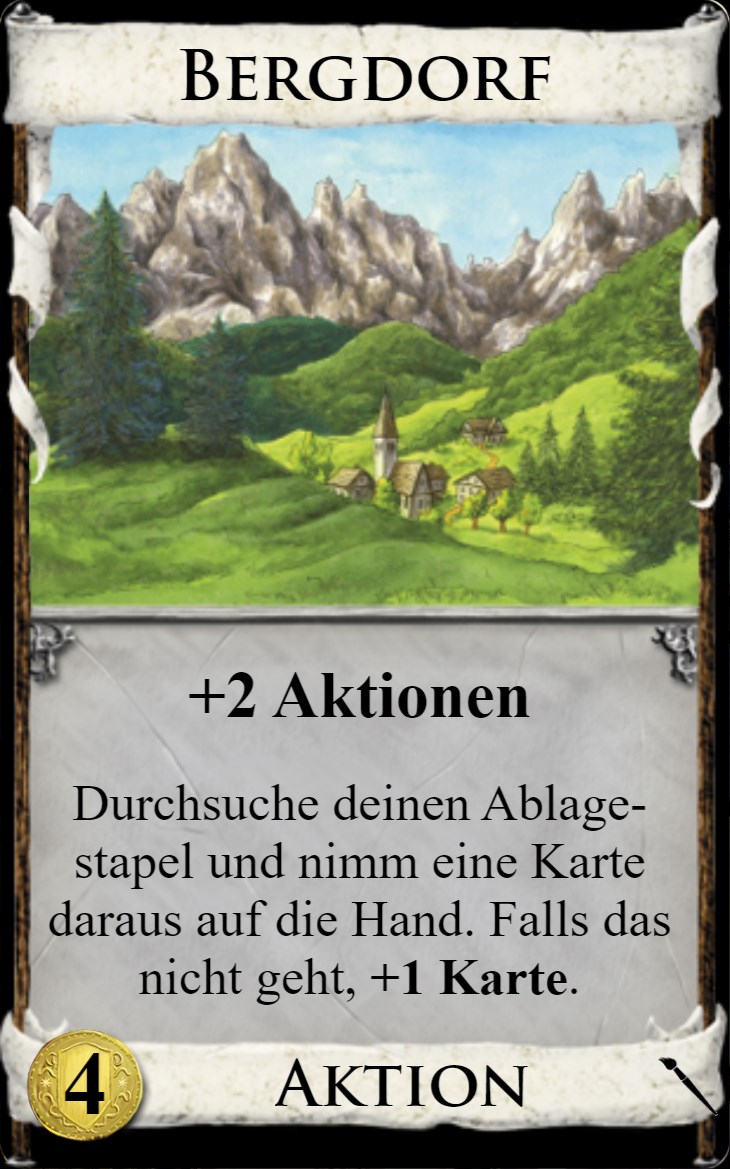 Bergdorf
+2 Aktionen
Durchsuche deinen Ablage-
stapel und nimm eine Karte
daraus auf die Hand. Falls das
nicht geht, +1 Karte.
4
Aktion